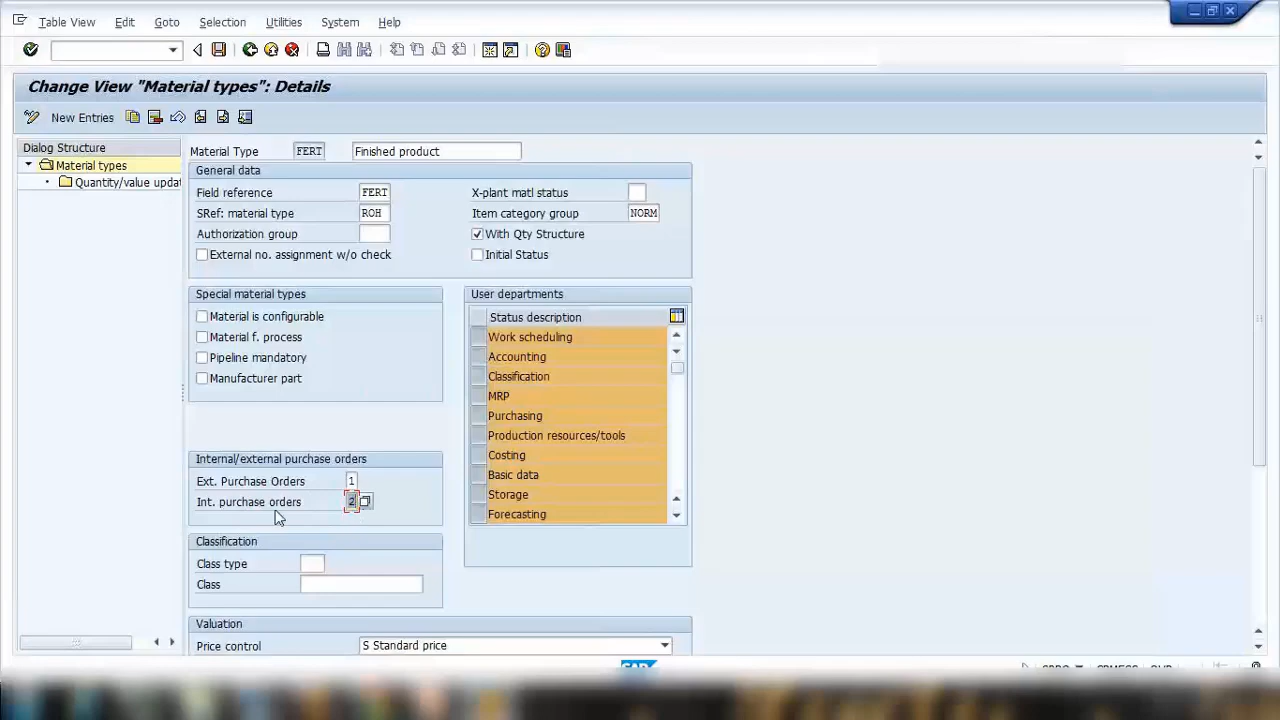 Table View Edit Goto Selection Utilities System Help
Change View "Material types": Details
New Entries
Dialog Structure
Material types
Quantity/value updat
Material Type FERT Finished product
General data
Field reference FERT X-plant matl status
SRef: material type ROH Item category group NORM
Authorization group With Qty Structure
External no. assignment w/o check Initial Status
Special material types
Material is configurable
Material f. process
Pipeline mandatory
Manufacturer part
User departments
Status description
Work scheduling
Accounting
Classification
MRP
Purchasing
Production resources/tools
Costing
Basic data
Storage
Forecasting
Internal/external purchase orders
Ext. Purchase Orders 1
Int. purchase orders 2
Classification
Class type
Class
Valuation
Price control S Standard price
SAP